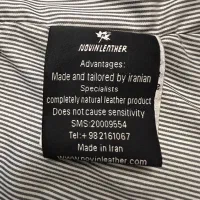 NOVINLEATHER
Advantages:
Made and tailored by iranian
Specialists
completely natural leather product
Does not cause sensitivity
SMS:20009554
Tel:+ 982161067
Made in Iran
www.novinleather.com